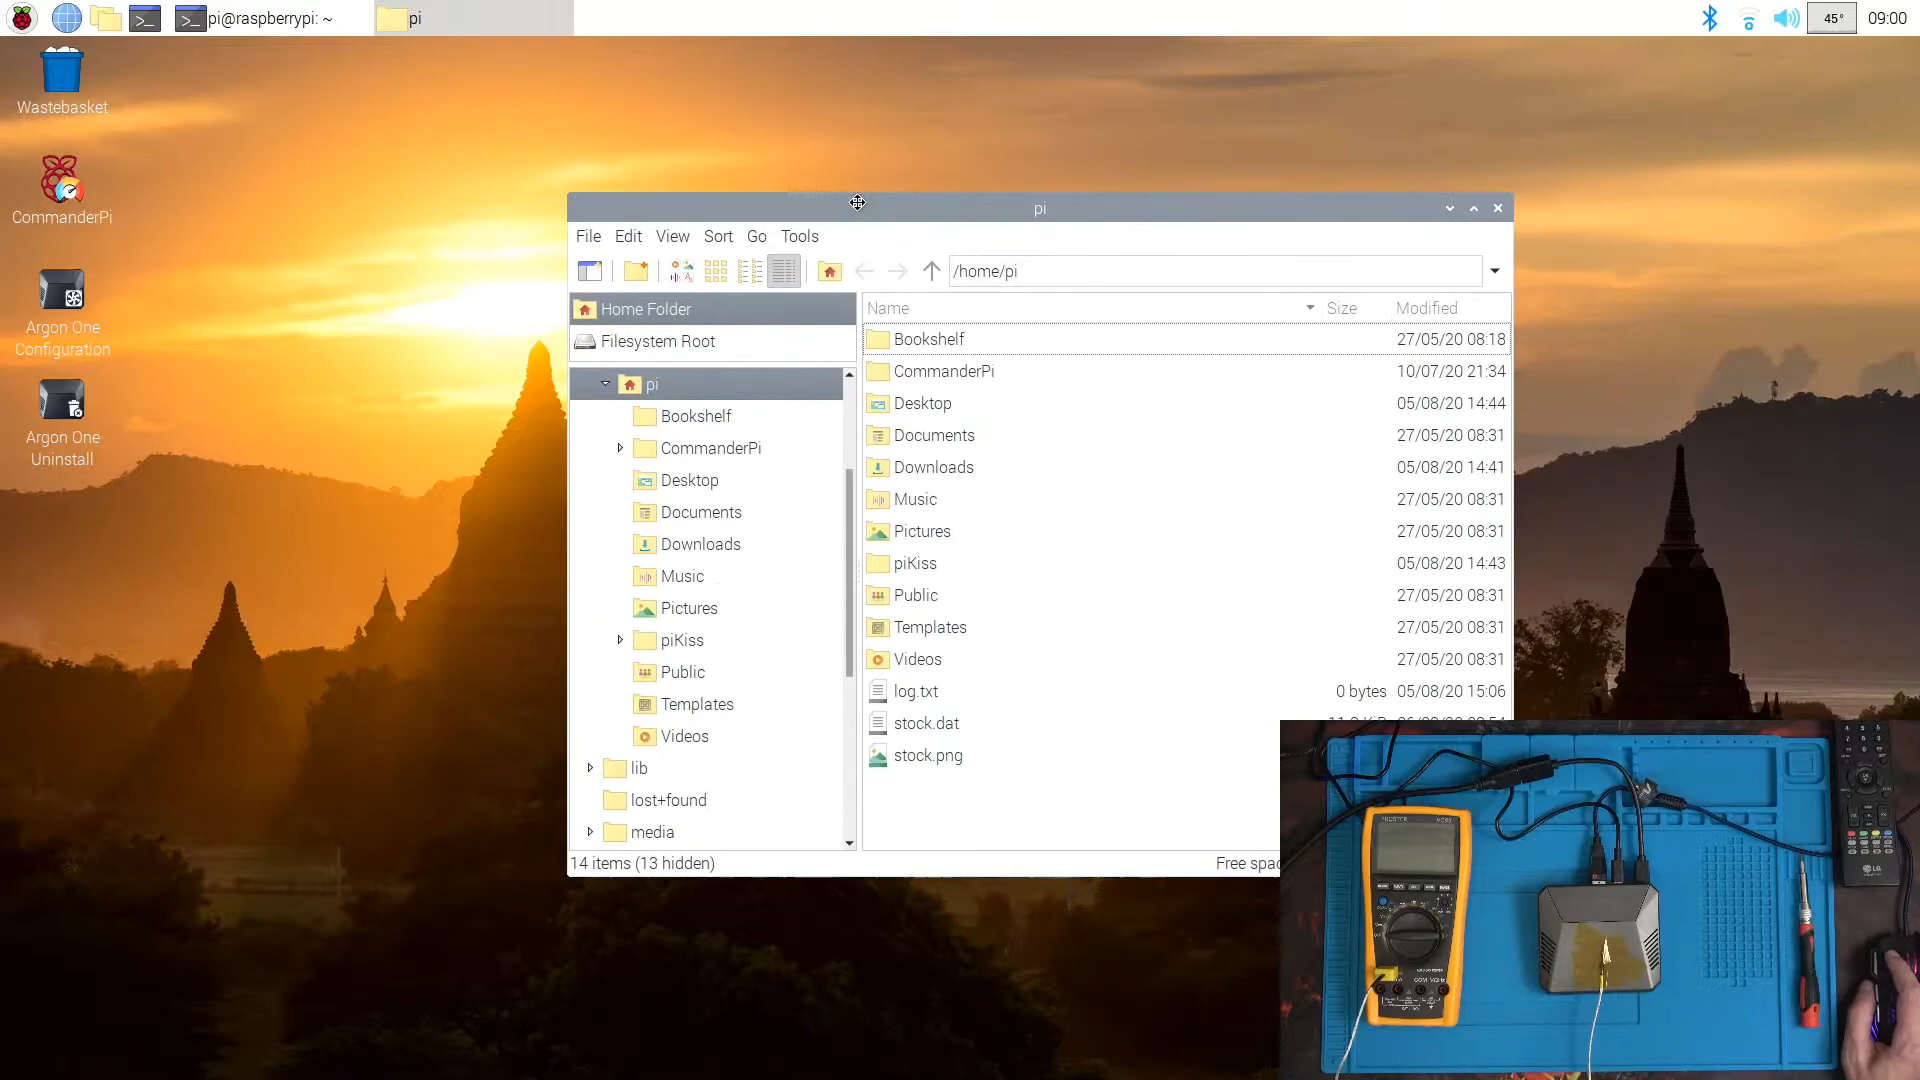 pi@raspberrypi: ~
pi
45°
09:00
Wastebasket
CommanderPi
Argon One
Configuration
Argon One
Uninstall
pi
File Edit View Sort Go Tools
/home/pi
Home Folder
Filesystem Root
pi
Bookshelf
CommanderPi
Desktop
Documents
Downloads
Music
Pictures
piKiss
Public
Templates
Videos
lib
lost+found
media
Name Size Modified
Bookshelf 27/05/20 08:18
CommanderPi 10/07/20 21:34
Desktop 05/08/20 14:44
Documents 27/05/20 08:31
Downloads 05/08/20 14:41
Music 27/05/20 08:31
Pictures 27/05/20 08:31
piKiss 05/08/20 14:43
Public 27/05/20 08:31
Templates 27/05/20 08:31
Videos 27/05/20 08:31
log.txt 0 bytes 05/08/20 15:06
stock.dat
stock.png
14 items (13 hidden)
Free
LG